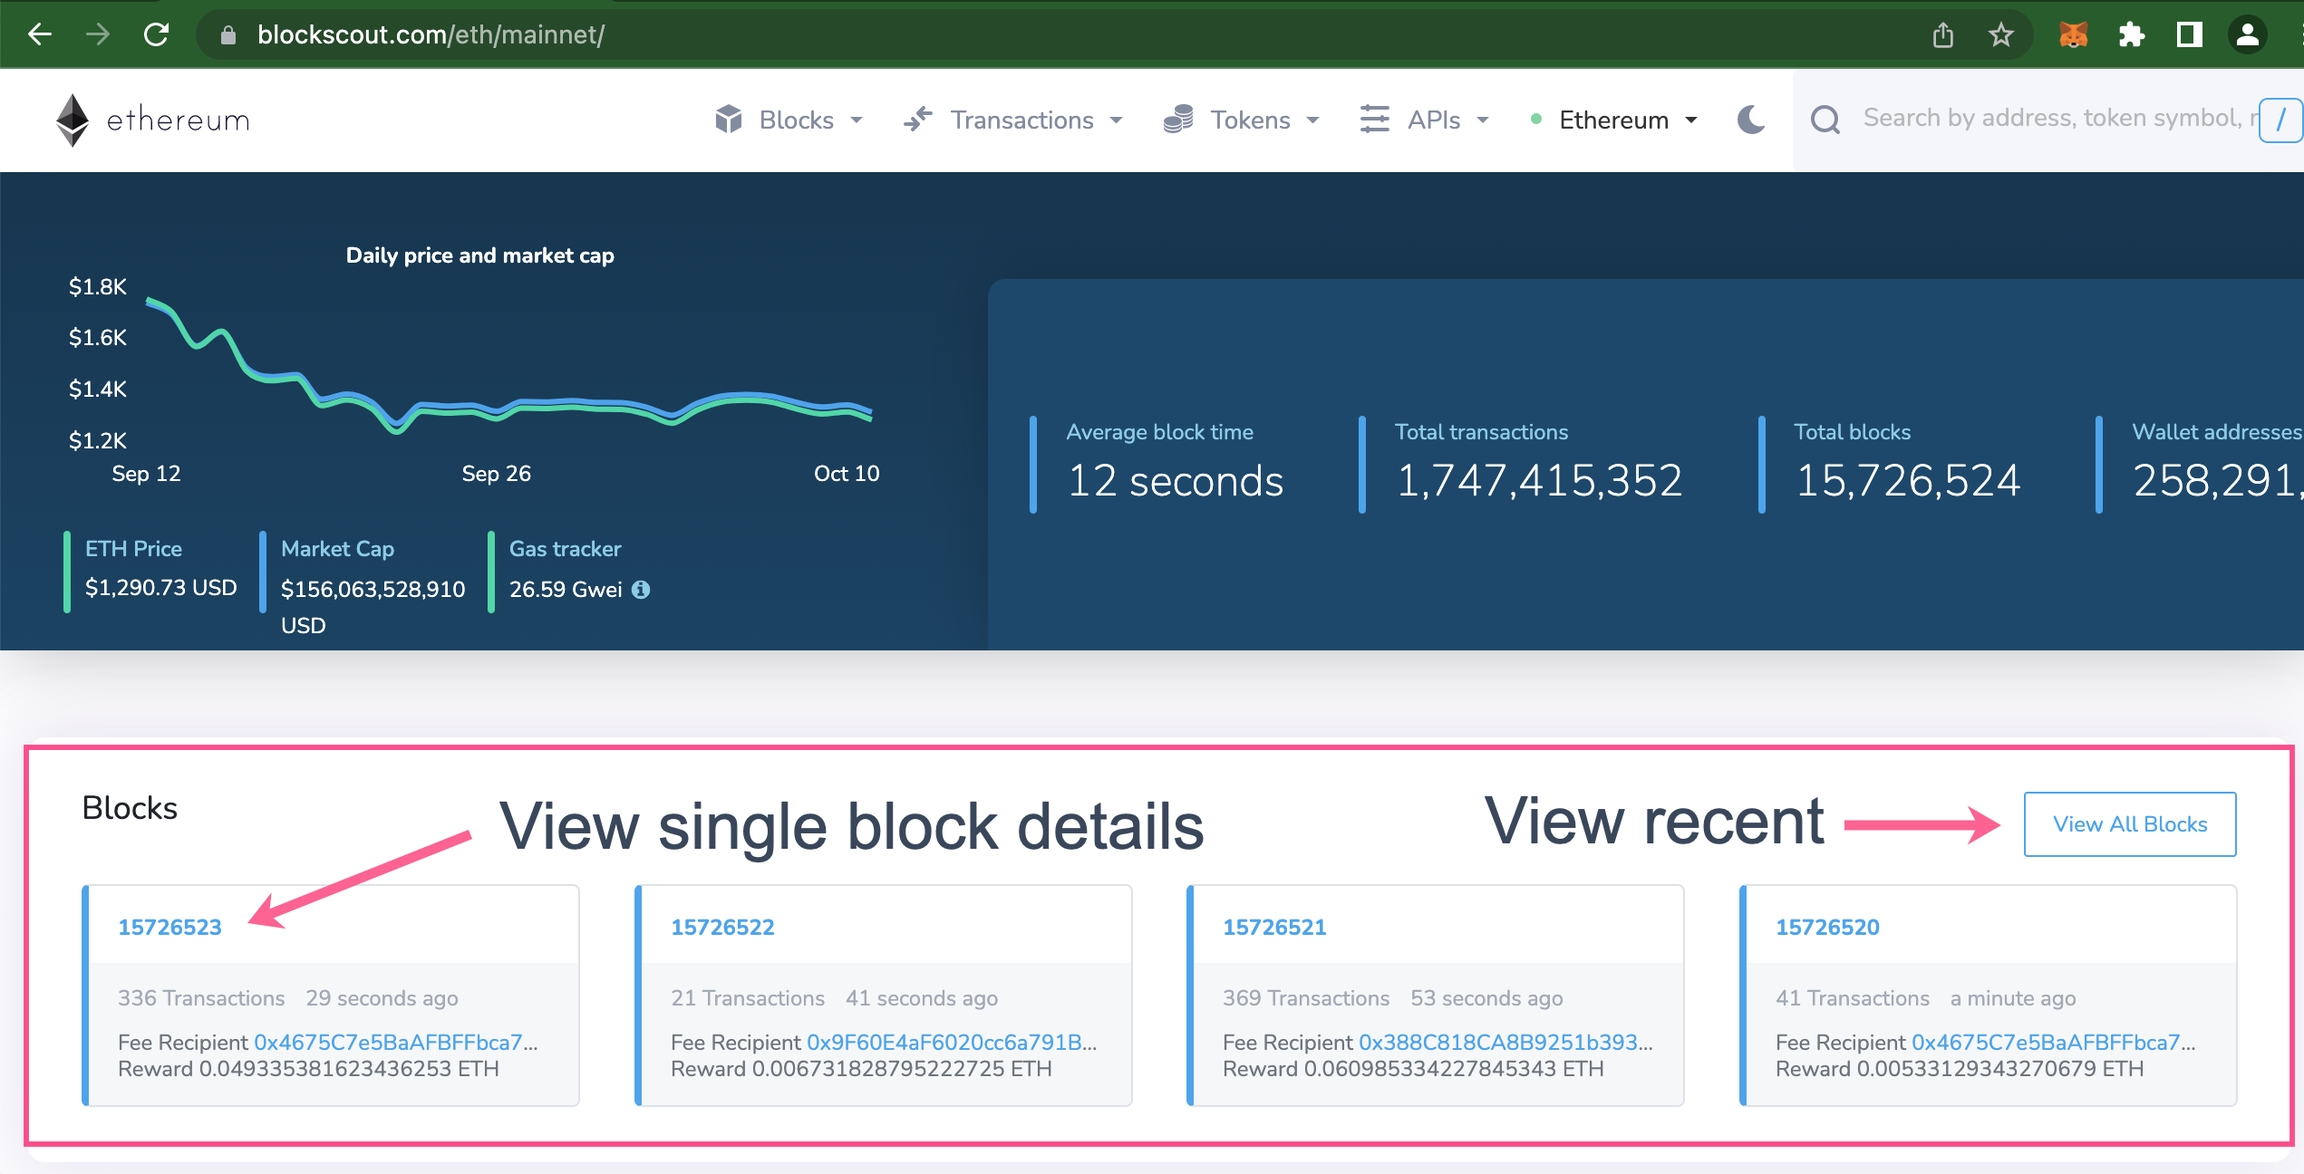 blockscout.com/eth/mainnet/
ethereum
Blocks
Transactions
Tokens
APIs
Ethereum
Search by address, token symbol,
/
Daily price and market cap
$1.8K
$1.6K
$1.4K
$1.2K
Sep 12
Sep 26
Oct 10
ETH Price
$1,290.73 USD
Market Cap
$156,063,528,910
USD
Gas tracker
26.59 Gwei
Average block time
12 seconds
Total transactions
1,747,415,352
Total blocks
15,726,524
Wallet addresses
258,291,
Blocks
View single block details
View recent
View All Blocks
15726523
336 Transactions 29 seconds ago
Fee Recipient 0x4675C7e5BaAFBFFbca7...
Reward 0.049335381623436253 ETH
15726522
21 Transactions 41 seconds ago
Fee Recipient 0x9F60E4aF6020cc6a791B...
Reward 0.006731828795222725 ETH
15726521
369 Transactions 53 seconds ago
Fee Recipient 0x388C818CA8B9251b393...
Reward 0.060985334227845343 ETH
15726520
41 Transactions a minute ago
Fee Recipient 0x4675C7e5BaAFBFFbca7...
Reward 0.00533129343270679 ETH